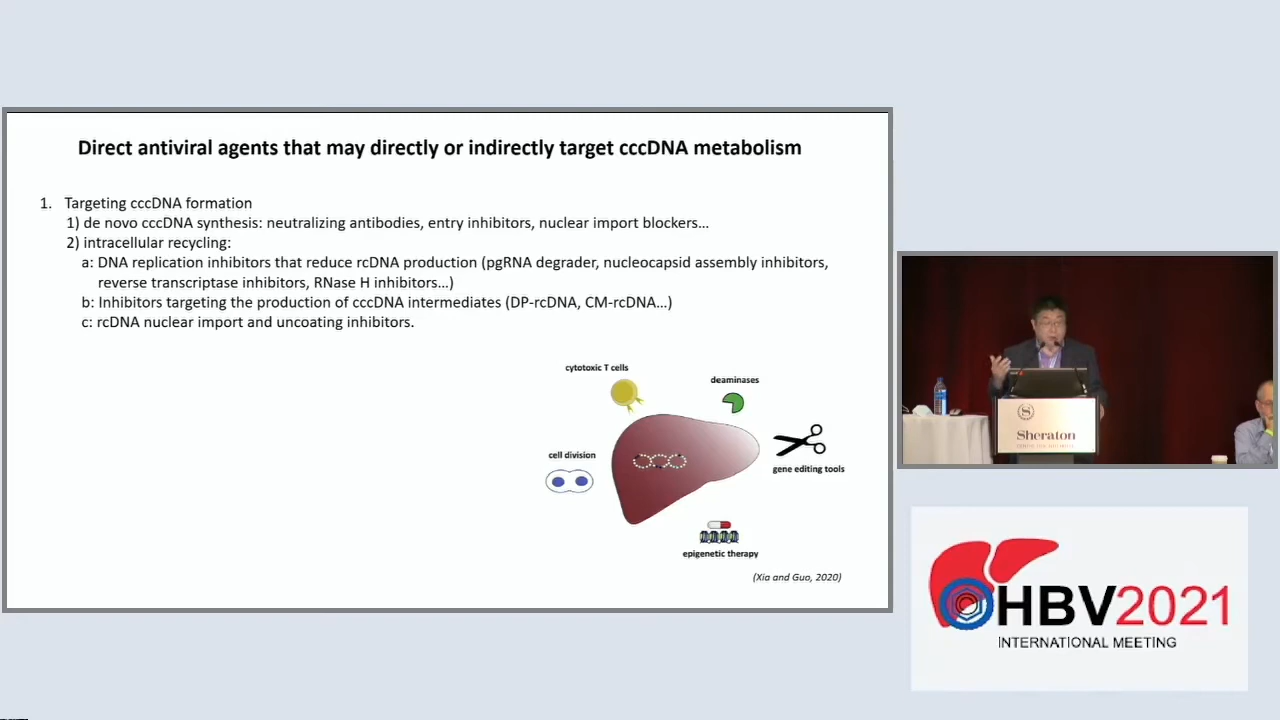 Direct antiviral agents that may directly or indirectly target cccDNA metabolism
1. Targeting cccDNA formation
1) de novo cccDNA synthesis: neutralizing antibodies, entry inhibitors, nuclear import blockers…
2) intracellular recycling:
a: DNA replication inhibitors that reduce rcDNA production (pgRNA degrader, nucleocapsid assembly inhibitors,
reverse transcriptase inhibitors, RNase H inhibitors…)
b: Inhibitors targeting the production of cccDNA intermediates (DP-rcDNA, CM-rcDNA…)
c: rcDNA nuclear import and uncoating inhibitors.
cytotoxic T cells
deaminases
cell division
gene editing tools
epigenetic therapy
(Xia and Guo, 2020)
Sheraton
HBV2021
INTERNATIONAL MEETING